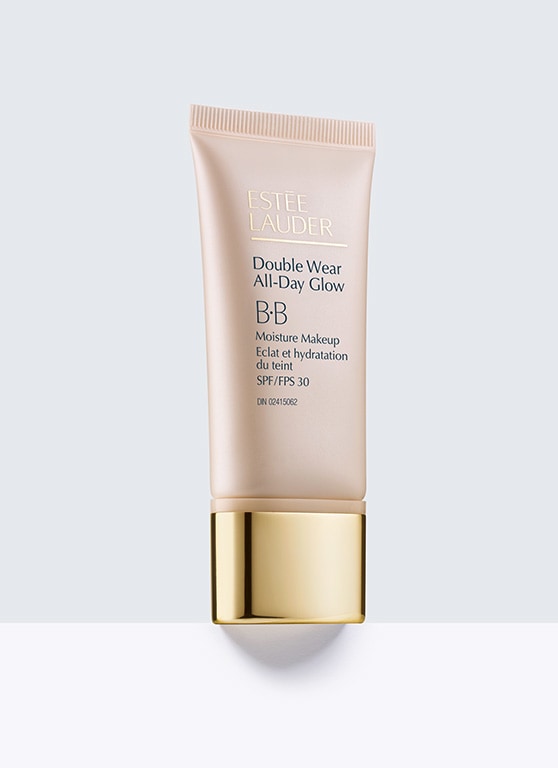 ESTĒE
LAUDER
Double Wear
All-Day Glow
B·B
Moisture Makeup
Eclat et hydratation
du teint
SPF/FPS 30
DIN 02415062